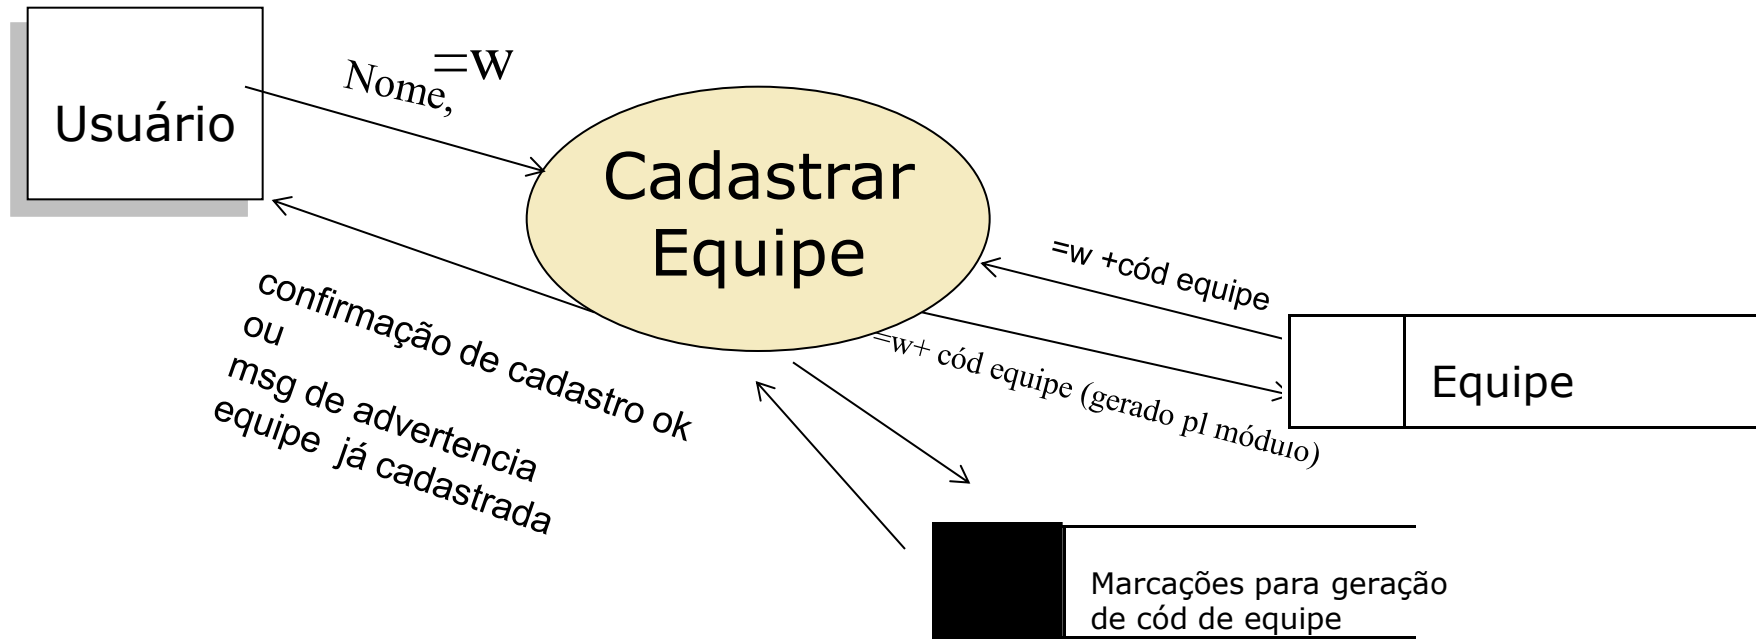 =w
Nome,
Usuário
Cadastrar
Equipe
=w +cód equipe
=w+ cód equipe (gerado pl módulo)
Equipe
confirmação de cadastro ok
ou
msg de advertencia
equipe já cadastrada
Marcações para geração
de cód de equipe